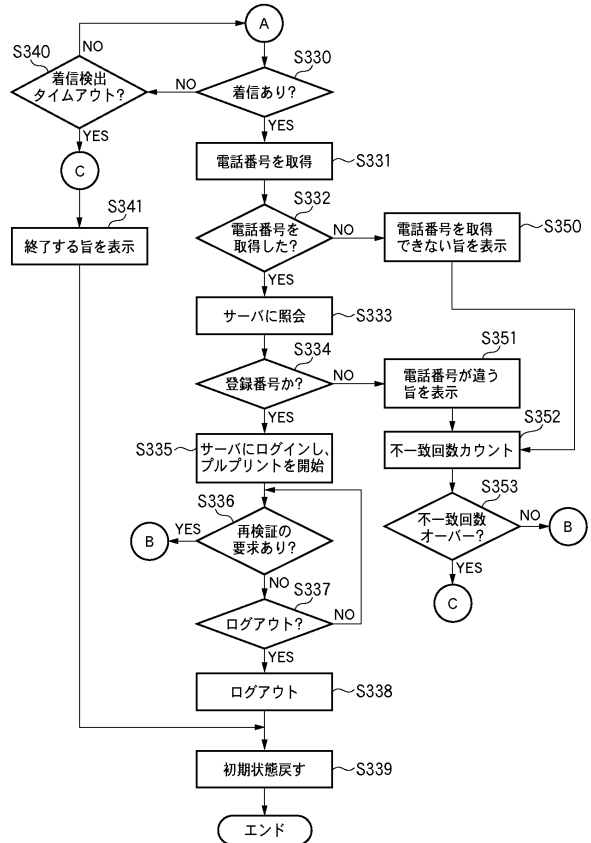 A
NO
S340
着信検出
タイムアウト?
YES
C
S330
着信あり?
NO
YES
電話番号を取得
S331
S341
終了する旨を表示
S332
電話番号を
取得した?
NO
YES
電話番号を取得
できない旨を表示
S350
サーバに照会
S333
S334
登録番号か?
NO
YES
S351
電話番号が違う
旨を表示
S352
不一致回数カウント
S335
サーバにログインし、
プルプリントを開始
S336
再検証の
要求あり?
YES
B
NO
S353
不一致回数
オーバー?
NO
B
YES
C
S337
ログアウト?
NO
YES
ログアウト
S338
初期状態戻す
S339
エンド